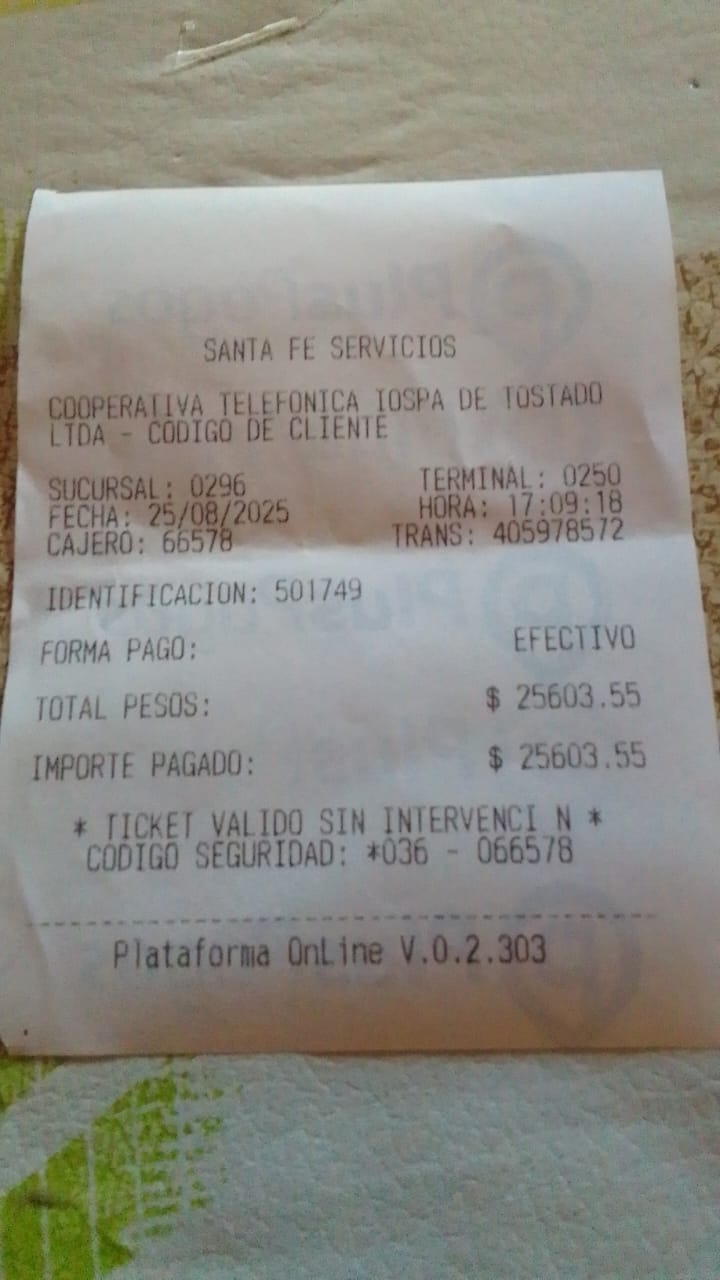 SANTA FE SERVICIOS
COOPERATIVA TELEFONICA IOSPA DE TOSTADO
LTDA - CODIGO DE CLIENTE
SUCURSAL: 0296 TERMINAL: 0250
FECHA: 25/08/2025 HORA: 17:09:18
CAJERO: 66578 TRANS: 405978572
IDENTIFICACION: 501749
FORMA PAGO: EFECTIVO
TOTAL PESOS: $ 25603.55
IMPORTE PAGADO: $ 25603.55
* TICKET VALIDO SIN INTERVENCI N *
CODIGO SEGURIDAD: *036 - 066578
Plataforma OnLine V.0.2.303